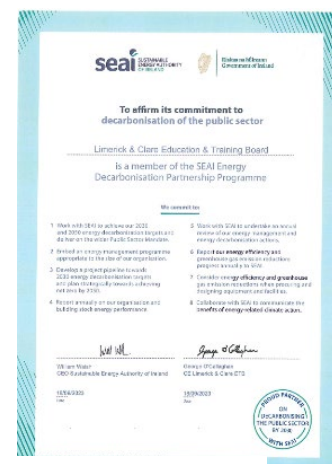 seai SUSTAINABLE
ENERGY AUTHORITY
OF IRELAND
Rialtas na hÉireann
Government of Ireland
To affirm its commitment to
decarbonisation of the public sector
Limerick & Clare Education & Training Board
is a member of the SEAI Energy
Decarbonisation Partnership Programme
We commit to:
1 Work with SEAI to achieve our 2025
and 2030 energy decarbonisation targets and
deliver on the wider Public Sector Mandate.
2 Embed an energy management programme
appropriate to the size of our organisation.
3 Develop a project pipeline towards
2030 energy decarbonisation targets
and plan strategically towards achieving
net zero by 2050.
4 Report annually on our organisation and
building stock energy performance.
5 Work with SEAI to undertake an annual
review of our energy management and
energy decarbonisation actions.
6 Report our energy efficiency and
greenhouse gas emission reductions
progress annually to SEAI.
7 Consider energy efficiency and greenhouse
gas emission reductions when procuring and
designing equipment and facilities.
8 Collaborate with SEAI to communicate the
benefits of energy-related climate action.
William Walsh
CEO Sustainable Energy Authority of Ireland
Date
George O'Callaghan
CE Limerick & Clare ETB
Date
PROUD PARTNER
ON
DECARBONISING
THE PUBLIC SECTOR
BY 2050
WITH SEAI